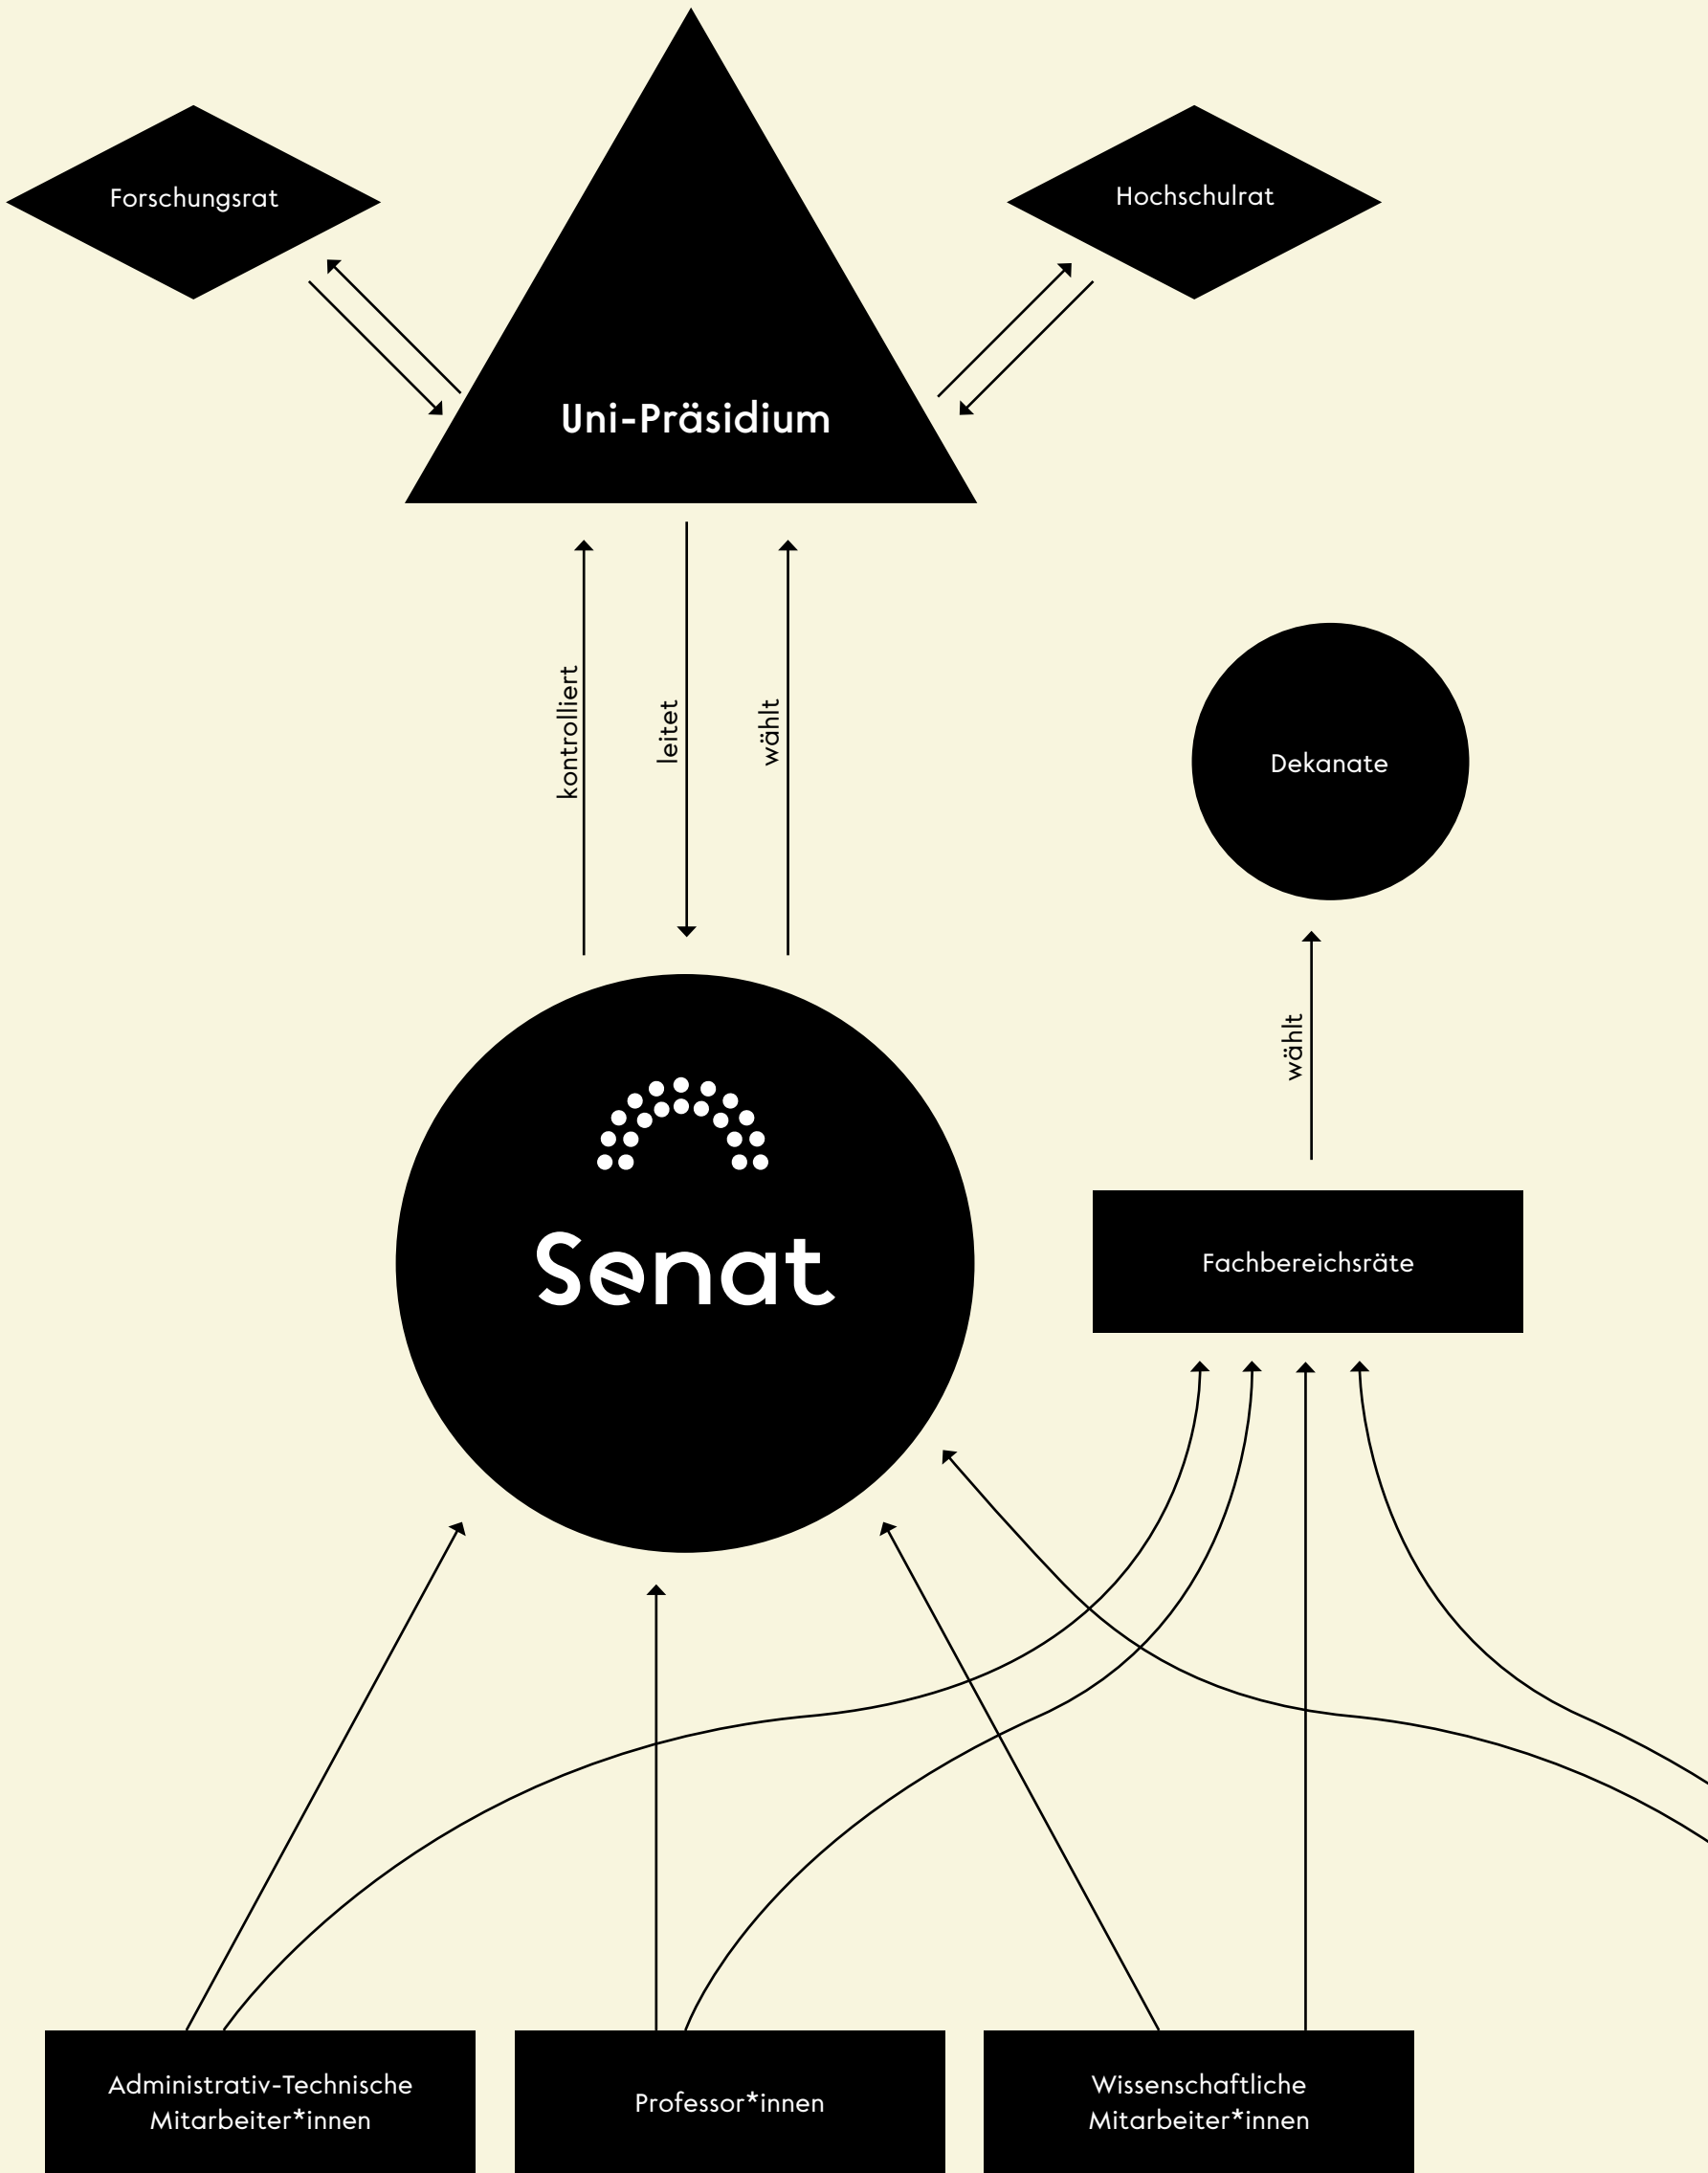 Forschungsrat
Hochschulrat
Uni-Präsidium
kontrolliert
leitet
wählt
Dekanate
wählt
Senat
Fachbereichsräte
Administrativ-Technische
Mitarbeiter*innen
Professor*innen
Wissenschaftliche
Mitarbeiter*innen